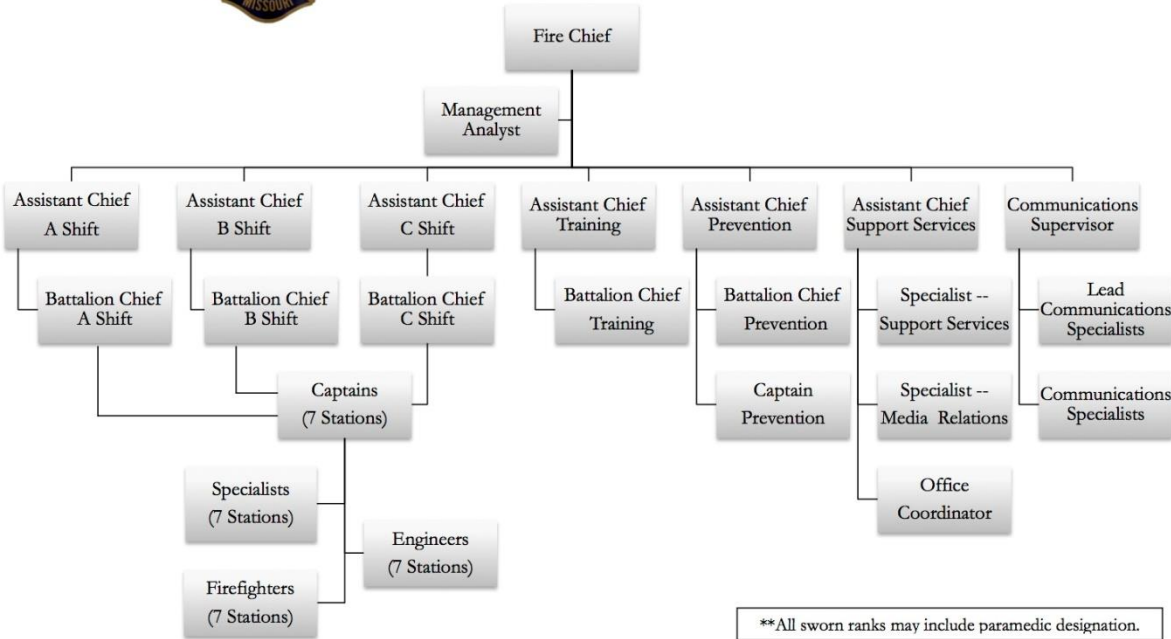 MISSOURI
Fire Chief
Management
Analyst
Assistant Chief
A Shift
Assistant Chief
B Shift
Assistant Chief
C Shift
Assistant Chief
Training
Assistant Chief
Prevention
Assistant Chief
Support Services
Communications
Supervisor
Battalion Chief
A Shift
Battalion Chief
B Shift
Battalion Chief
C Shift
Battalion Chief
Training
Battalion Chief
Prevention
Specialist --
Support Services
Lead
Communications
Specialists
Captains
(7 Stations)
Captain
Prevention
Specialist --
Media Relations
Communications
Specialists
Specialists
(7 Stations)
Office
Coordinator
Engineers
(7 Stations)
Firefighters
(7 Stations)
**All sworn ranks may include paramedic designation.